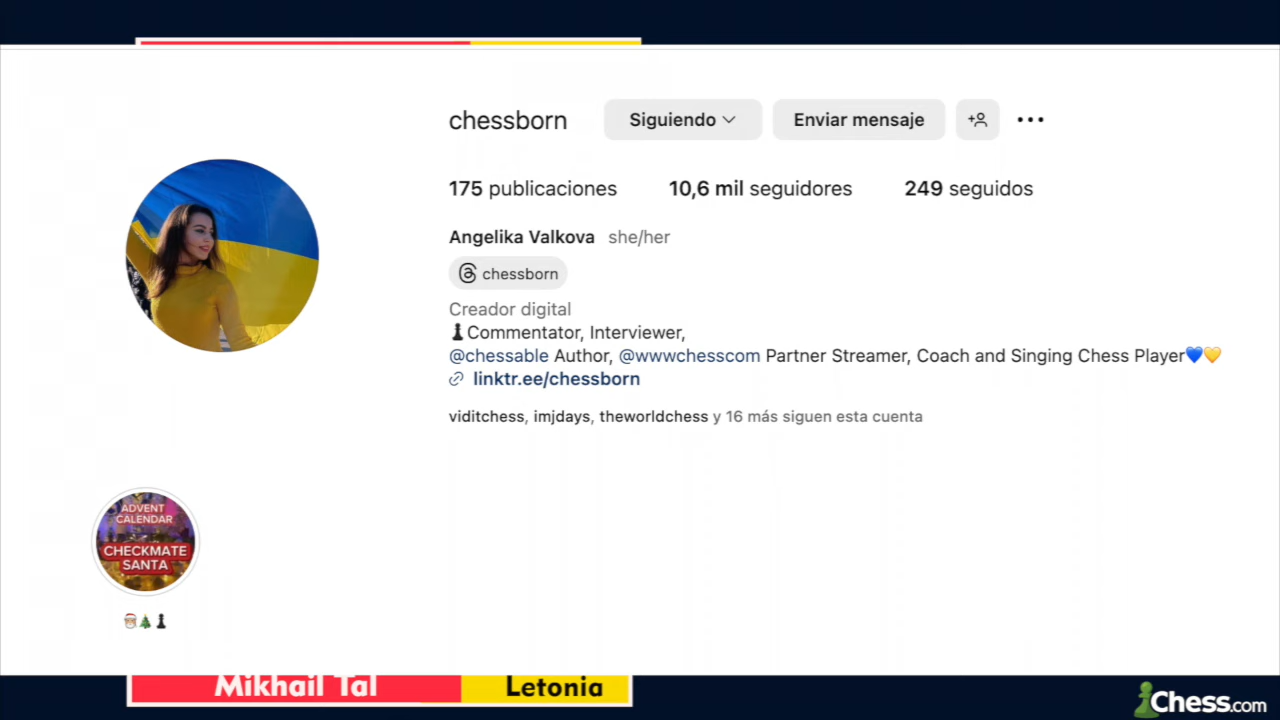 chessborn
Siguiendo
Enviar mensaje
175 publicaciones
10,6 mil seguidores
249 seguidos
Angelika Valkova she/her
chessborn
Creador digital
♟Commentator, Interviewer,
@chessable Author, @wwwchesscom Partner Streamer, Coach and Singing Chess Player💙💛
linktr.ee/chessborn
viditchess, imjdays, theworldchess y 16 más siguen esta cuenta
ADVENT
CALENDAR
CHECKMATE
SANTA
🎅🎄♟
Mikhail Tal
Letonia
Chess.com